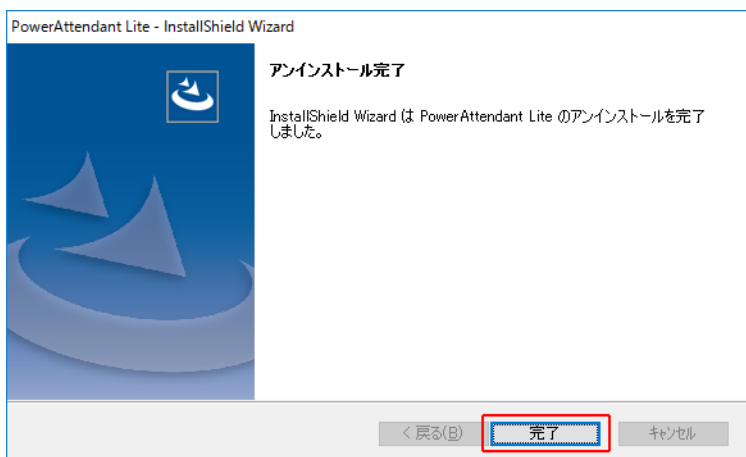 PowerAttendant Lite - InstallShield Wizard
アンインストール完了
InstallShield Wizard は PowerAttendant Lite のアンインストールを完了
しました。
< 戻る(B)
完了
キャンセル